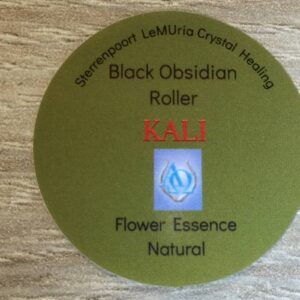 Sterrenpoort LeMUria Crystal Healing
Black Obsidian
Roller
KALI
Flower Essence
Natural